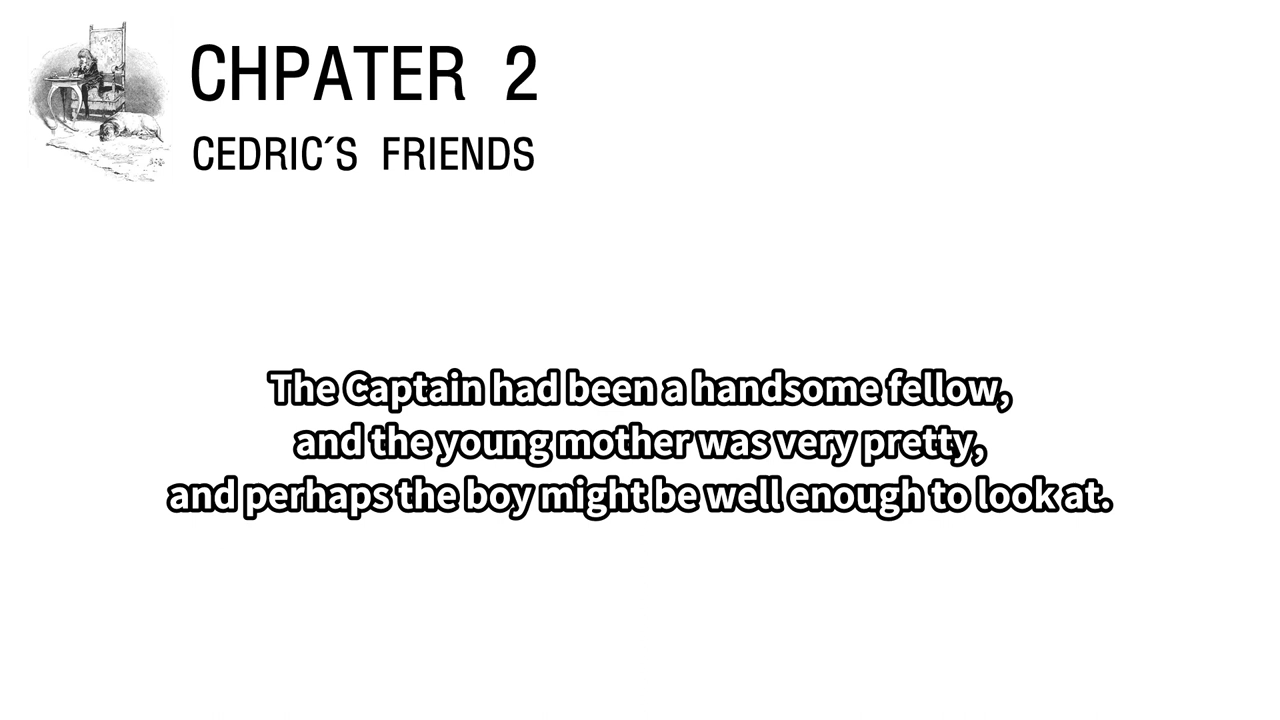 CHPATER 2
CEDRIC´S FRIENDS
The Captain had been a handsome fellow,
and the young mother was very pretty,
and perhaps the boy might be well enough to look at.